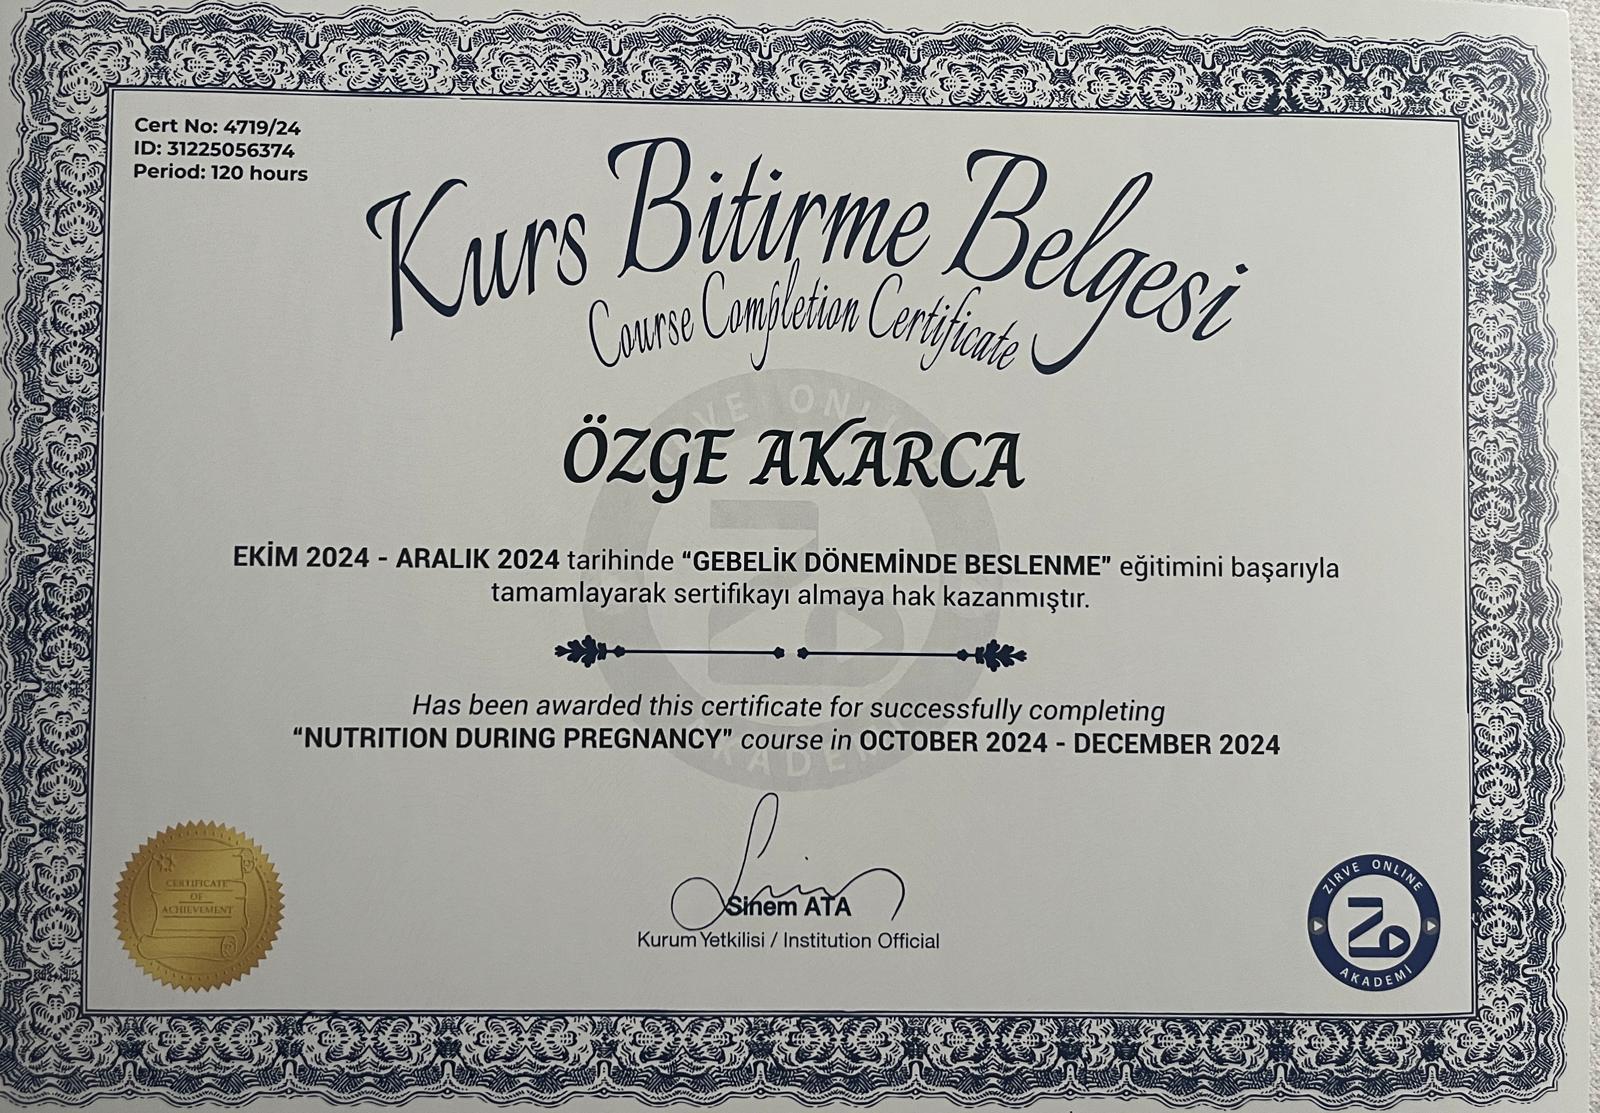 Cert No: 4719/24
ID: 31225056374
Period: 120 hours
Kurs Bitirme Belgesi
Course Completion Certificate
ÖZGE AKARCA
EKİM 2024 - ARALIK 2024 tarihinde “GEBELİK DÖNEMİNDE BESLENME” eğitimini başarıyla
tamamlayarak sertifikayı almaya hak kazanmıştır.
Has been awarded this certificate for successfully completing
“NUTRITION DURING PREGNANCY” course in OCTOBER 2024 - DECEMBER 2024
CERTIFICATE
OF
ACHIEVEMENT
Sinem ATA
Kurum Yetkilisi / Institution Official
ZIRVE ONLINE
AKADEMİ